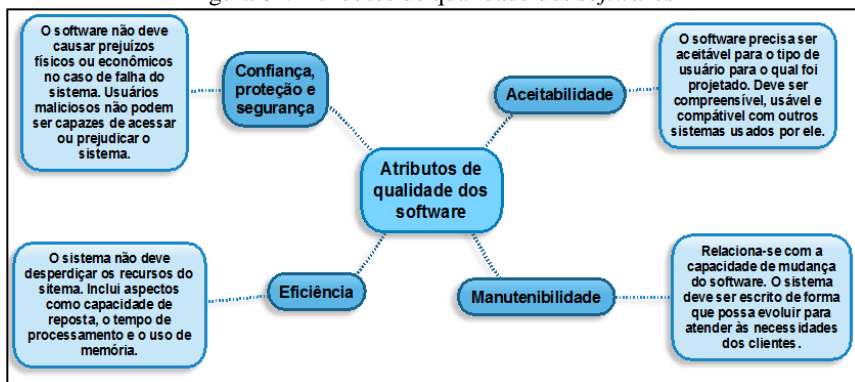 O software não deve
causar prejuízos
físicos ou econômicos
no caso de falha do
sistema. Usuários
maliciosos não podem
ser capazes de acessar
ou prejudicar o
sistema.
Confiança,
proteção e
segurança
Aceitabilidade
O software precisa ser
aceitável para o tipo de
usuário para o qual foi
projetado. Deve ser
compreensível, usável e
compátível com outros
sistemas usados por ele.
Atributos de
qualidade dos
software
O sistema não deve
desperdiçar os recursos do
sitema. Inclui aspectos
como capacidade de
reposta, o tempo de
processamento e o uso de
memória.
Eficiência
Manutenibilidade
Relaciona-se com a
capacidade de mudança
do software. O sistema
deve ser escrito de forma
que possa evoluir para
atender às necessidades
dos clientes.